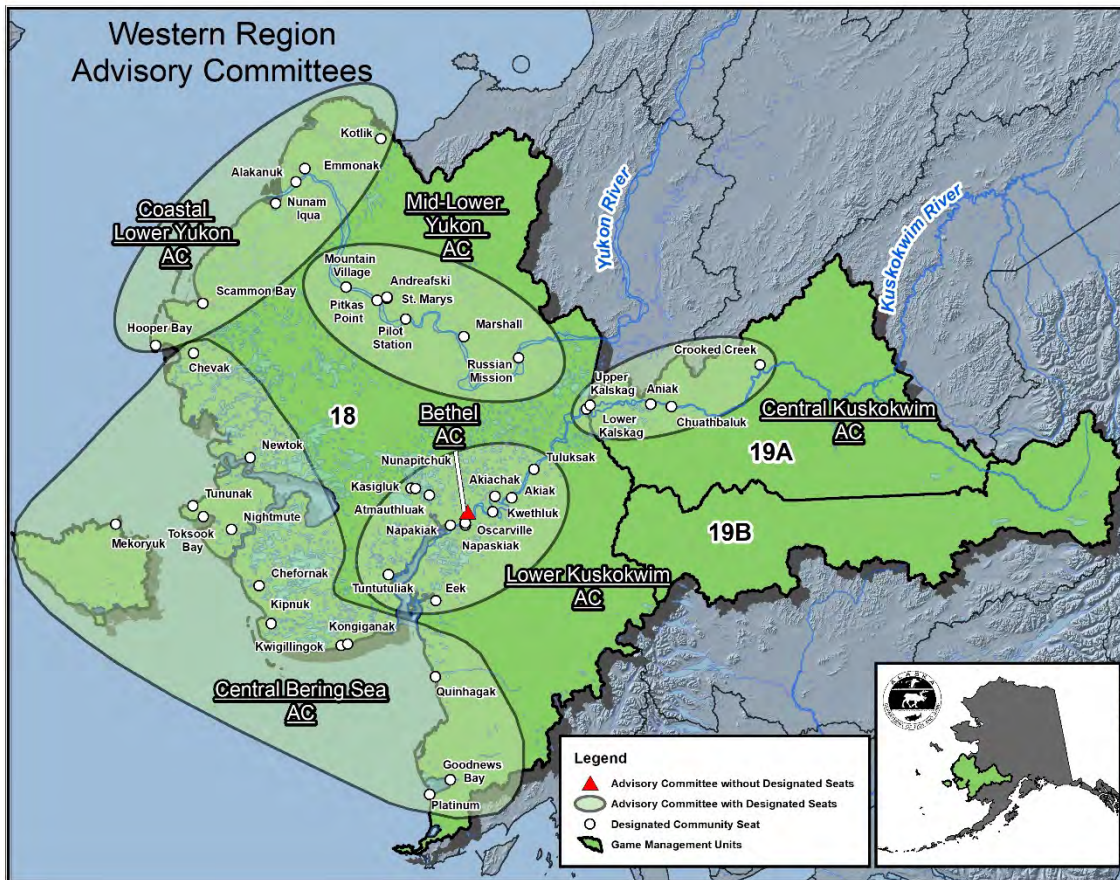 Western Region
Advisory Committees
Kotlik
Emmonak
Alakanuk
Nunam
Iqua
Coastal
Lower Yukon
AC
Mid-Lower
Yukon
AC
Yukon River
Kuskokwim River
Scammon Bay
Hooper Bay
Mountain
Village
Andreafski
St. Marys
Pitkas
Point
Pilot
Station
Marshall
Russian
Mission
Chevak
Crooked Creek
Upper
Kalskag
Aniak
Lower
Kalskag
Chuathbaluk
Central Kuskokwim
AC
18
Bethel
AC
19A
19B
Newtok
Nunapitchuk
Tuluksak
Kasigluk
Akiachak
Akiak
Atmauthluak
Kwethluk
Tununak
Nightmute
Toksook
Bay
Mekoryuk
Napakiak
Oscarville
Napaskiak
Chefornak
Tuntutuliak
Eek
Lower Kuskokwim
AC
Kipnuk
Kongiganak
Kwigillingok
Central Bering Sea
AC
Quinhagak
Goodnews
Bay
Platinum
Legend
Advisory Committee without Designated Seats
Advisory Committee with Designated Seats
Designated Community Seat
Game Management Units
ALASKA